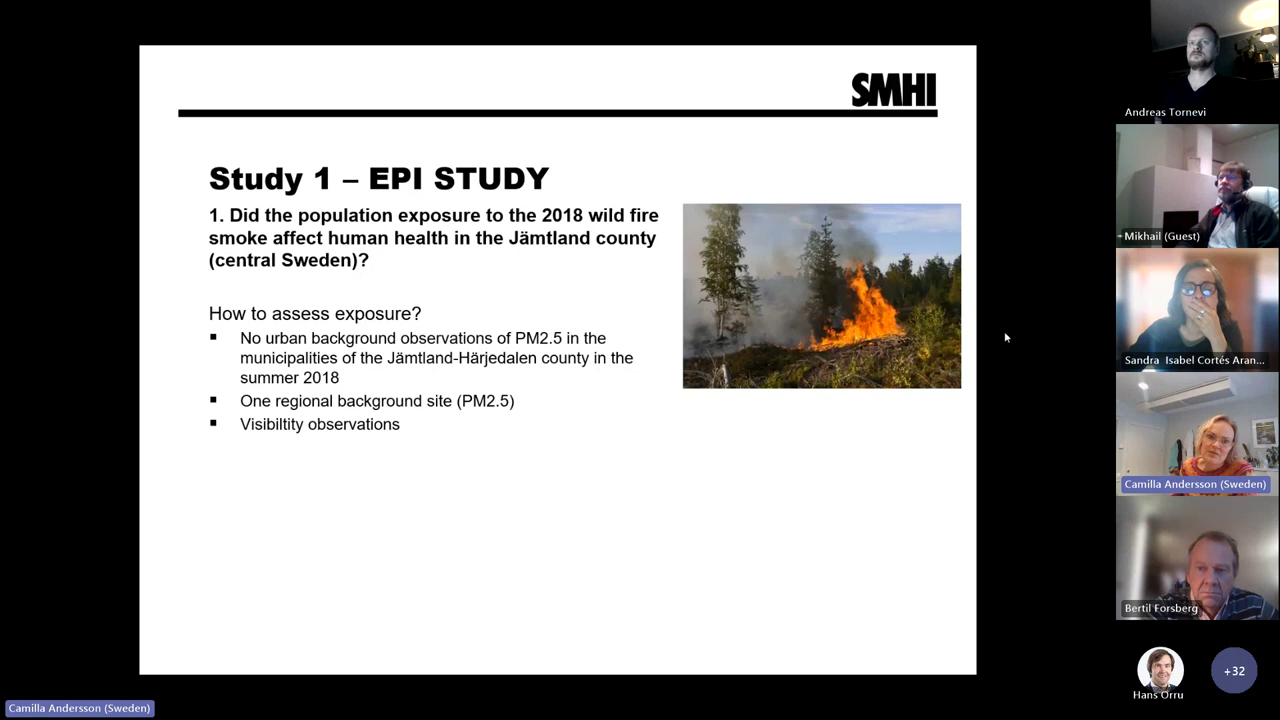 SMHI
Study 1 – EPI STUDY
1. Did the population exposure to the 2018 wild fire
smoke affect human health in the Jämtland county
(central Sweden)?
How to assess exposure?
▪ No urban background observations of PM2.5 in the
municipalities of the Jämtland-Härjedalen county in the
summer 2018
▪ One regional background site (PM2.5)
▪ Visibiltity observations
Andreas Tornevi
Mikhail (Guest)
Sandra Isabel Cortés Aran...
Camilla Andersson (Sweden)
Bertil Forsberg
Hans Orru
+32
Camilla Andersson (Sweden)